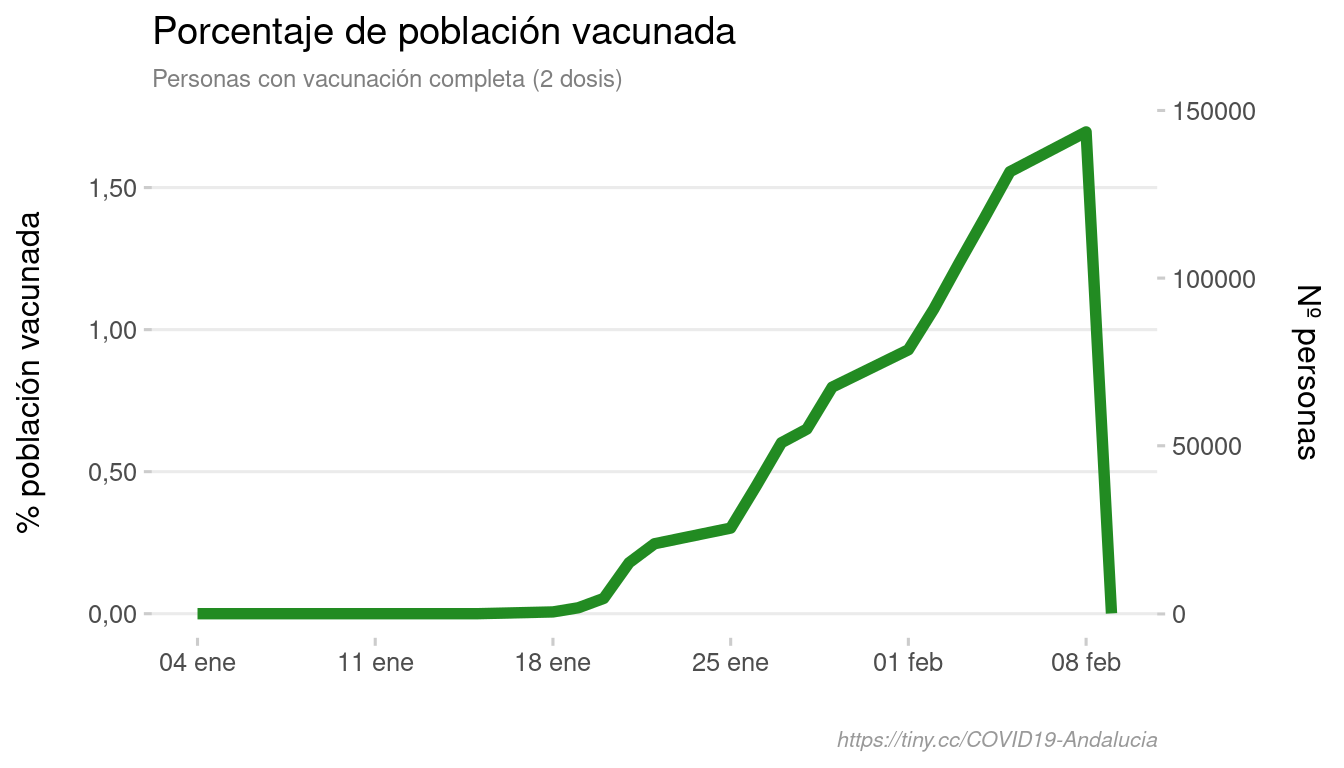 Porcentaje de población vacunada
Personas con vacunación completa (2 dosis)
% población vacunada
1,50
1,00
0,50
0,00
150000
100000
50000
0
Nº personas
04 ene
11 ene
18 ene
25 ene
01 feb
08 feb
https://tiny.cc/COVID19-Andalucia